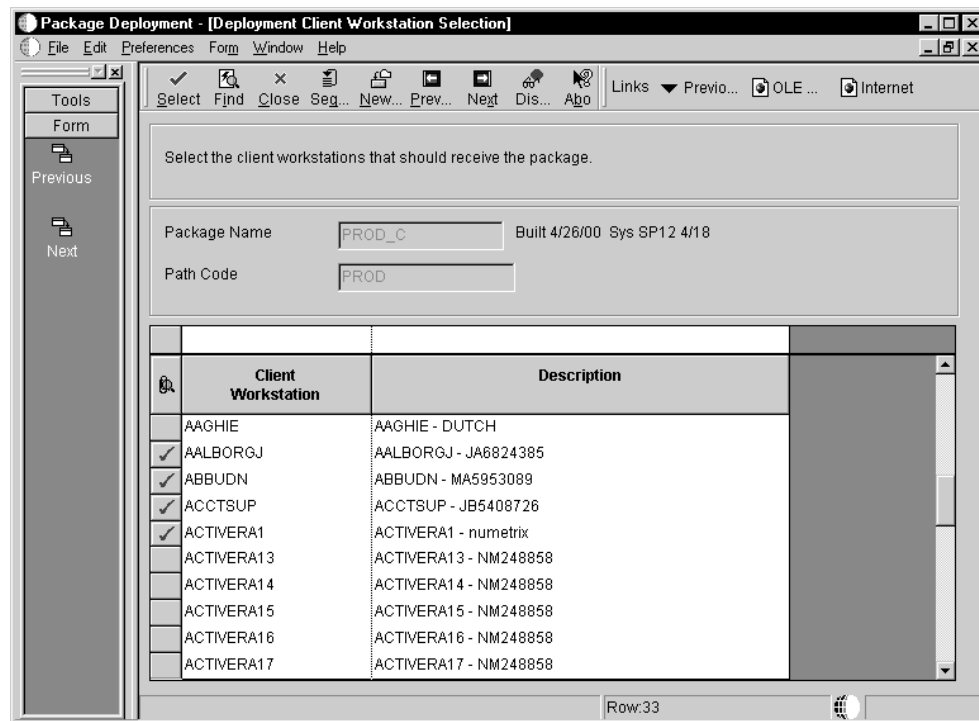 Package Deployment - [Deployment Client Workstation Selection]
File Edit Preferences Form Window Help
Tools
Form
Previous
Next
Select Find Close Seq... New... Prev... Next Dis... Abo Links Previo... OLE ... Internet
Select the client workstations that should receive the package.
Package Name PROD_C Built 4/26/00 Sys SP12 4/18
Path Code PROD
Client Workstation Description
AAGHIE AAGHIE - DUTCH
AALBORGJ AALBORGJ - JA6824385
ABBUDN ABBUDN - MA5953089
ACCTSUP ACCTSUP - JB5408726
ACTIVERA1 ACTIVERA1 - numetrix
ACTIVERA13 ACTIVERA13 - NM248858
ACTIVERA14 ACTIVERA14 - NM248858
ACTIVERA15 ACTIVERA15 - NM248858
ACTIVERA16 ACTIVERA16 - NM248858
ACTIVERA17 ACTIVERA17 - NM248858
Row:33